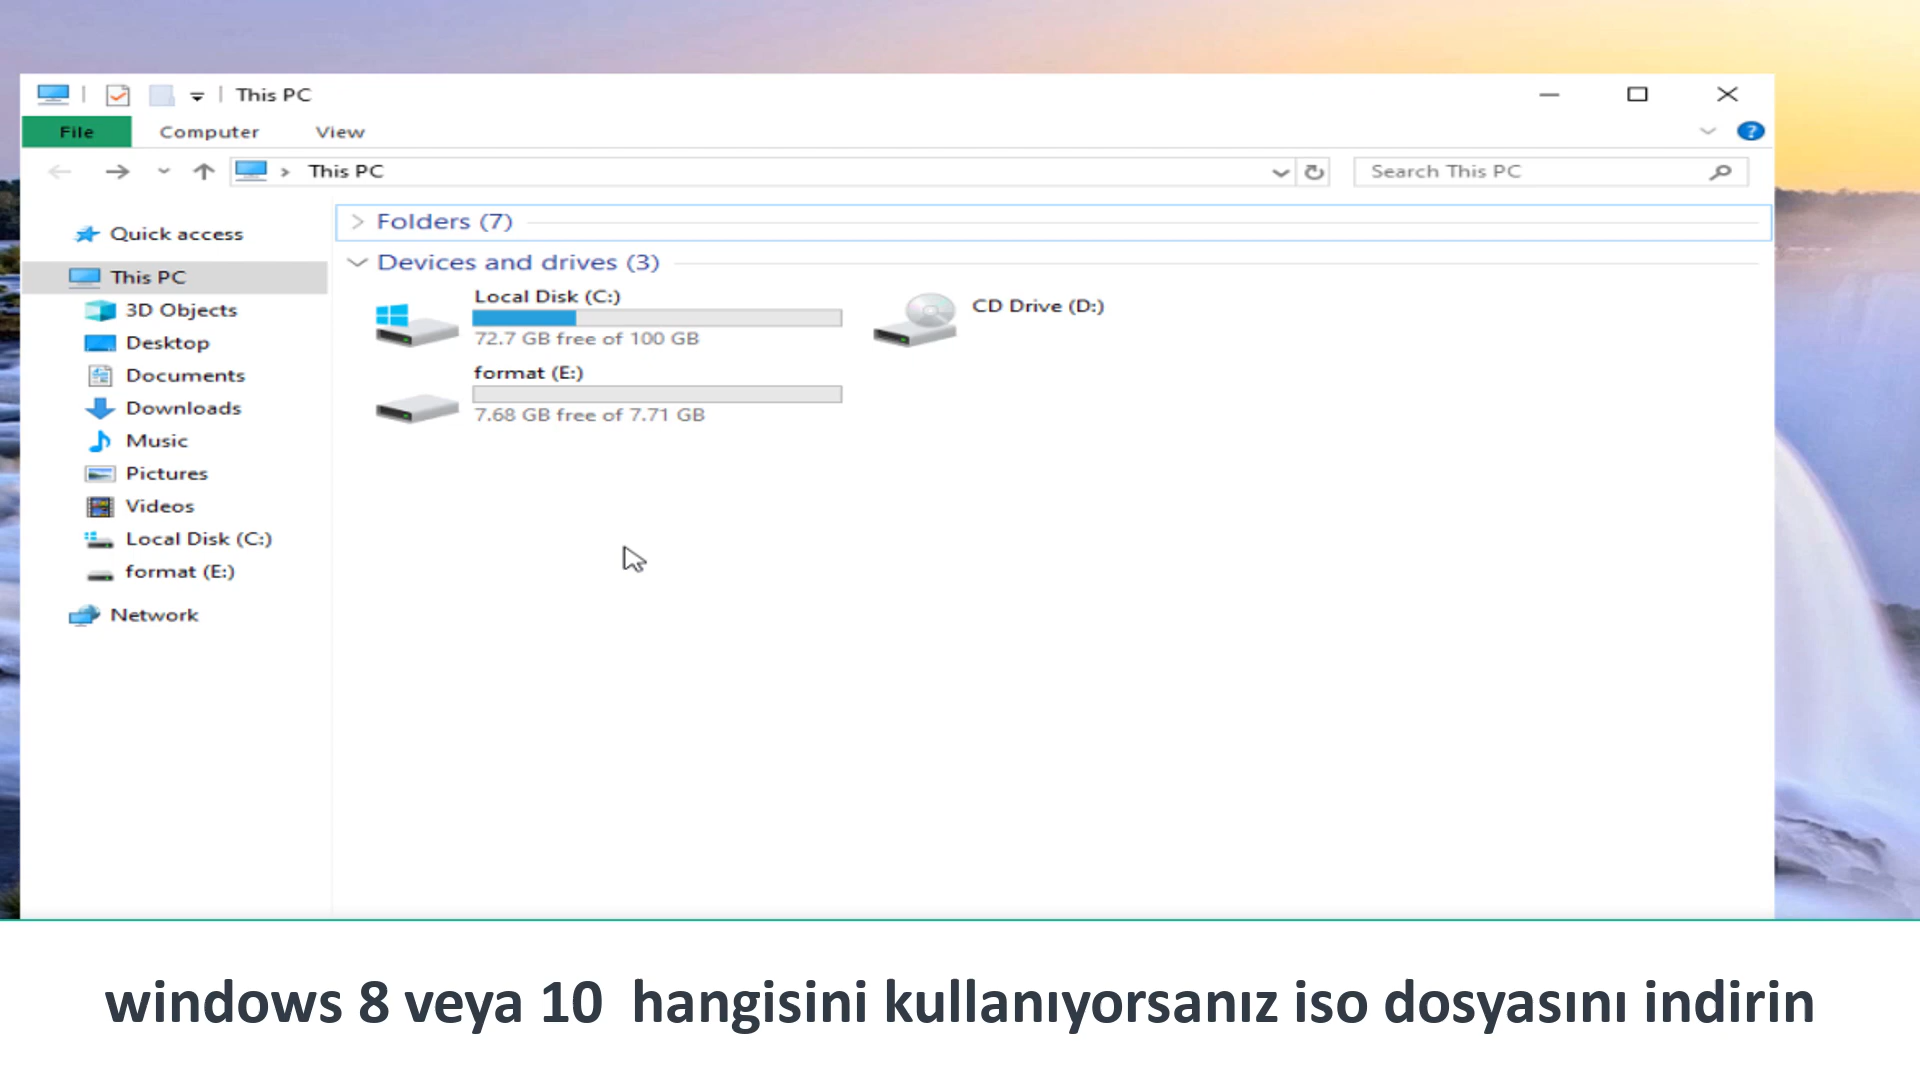 This PC
File Computer View
This PC
Search This PC
Quick access
This PC
3D Objects
Desktop
Documents
Downloads
Music
Pictures
Videos
Local Disk (C:)
format (E:)
Network
Folders (7)
Devices and drives (3)
Local Disk (C:)
72.7 GB free of 100 GB
CD Drive (D:)
format (E:)
7.68 GB free of 7.71 GB
windows 8 veya 10 hangisini kullanıyorsanız iso dosyasını indirin